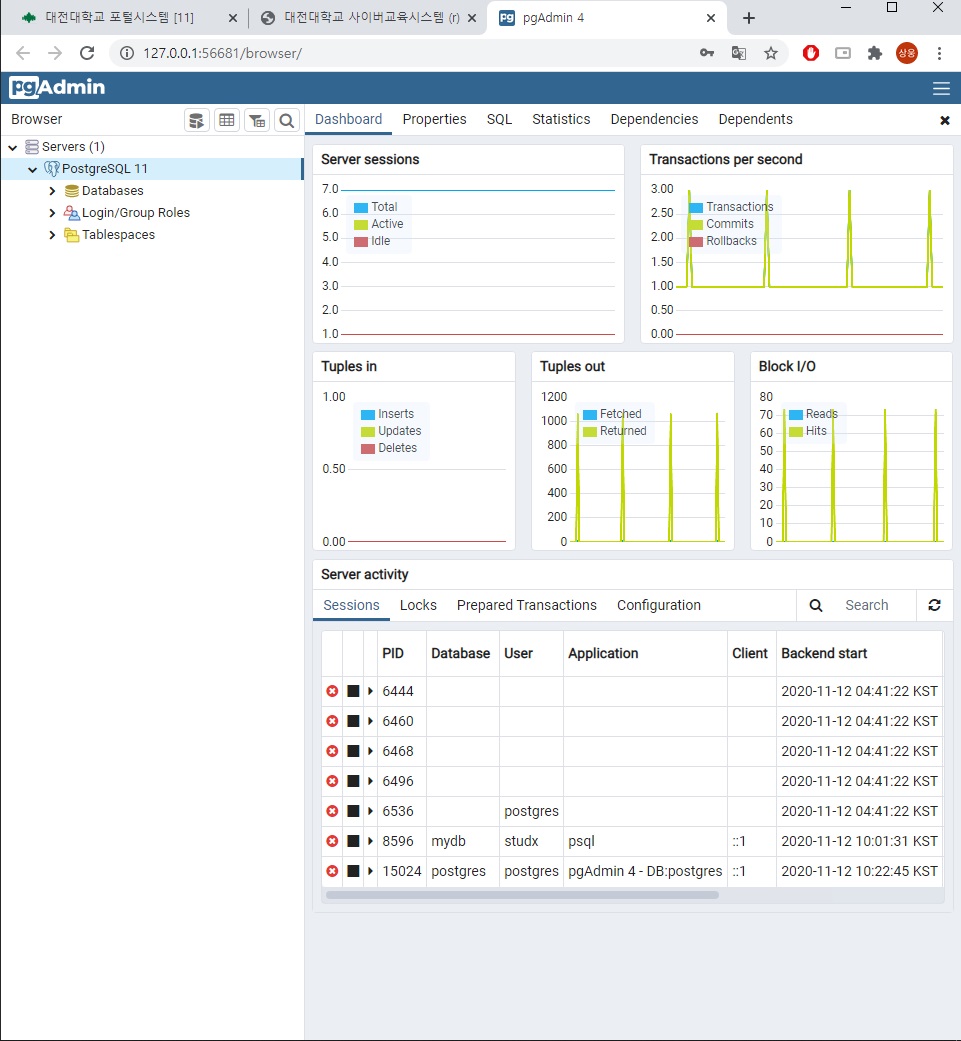 대전대학교 포털시스템 [11]
대전대학교 사이버교육시스템 (r)
pgAdmin 4
127.0.0.1:56681/browser/
상웅
pgAdmin
Browser
Dashboard Properties SQL Statistics Dependencies Dependents
Servers (1)
PostgreSQL 11
Databases
Login/Group Roles
Tablespaces
Server sessions
7.0
6.0
5.0
4.0
3.0
2.0
1.0
Total
Active
Idle
Transactions per second
3.00
2.50
2.00
1.50
1.00
0.50
0.00
Transactions
Commits
Rollbacks
Tuples in
1.00
0.50
0.00
Inserts
Updates
Deletes
Tuples out
1200
1000
800
600
400
200
0
Fetched
Returned
Block I/O
80
70
60
50
40
30
20
10
0
Reads
Hits
Server activity
Sessions Locks Prepared Transactions Configuration Search
PID Database User Application Client Backend start
6444 2020-11-12 04:41:22 KST
6460 2020-11-12 04:41:22 KST
6468 2020-11-12 04:41:22 KST
6496 2020-11-12 04:41:22 KST
6536 postgres 2020-11-12 04:41:22 KST
8596 mydb studx psql ::1 2020-11-12 10:01:31 KST
15024 postgres postgres pgAdmin 4 - DB:postgres ::1 2020-11-12 10:22:45 KST